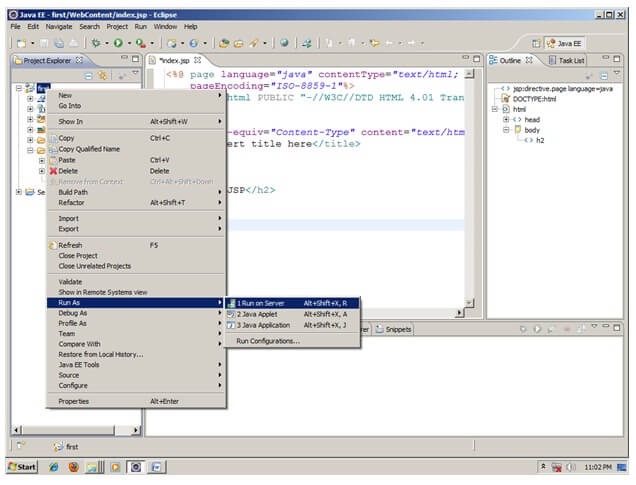 Java EE - first/WebContent/index.jsp - Eclipse
File Edit Navigate Search Project Run Window Help
Java EE
Project Explorer
*index.jsp
Outline
Task List
first
<%@ page language="java" contentType="text/html;
pageEncoding="ISO-8859-1"%>
html PUBLIC "-//W3C//DTD HTML 4.01 Tran
-equiv="Content-Type" content="text/htm
ert title here</title>
JSP</h2>
jsp:directive.page language=java
DOCTYPE:html
html
head
body
h2
Se
New
Go Into
Show In Alt+Shift+W
Copy Ctrl+C
Copy Qualified Name
Paste Ctrl+V
Delete Delete
Remove from Context Ctrl+Alt+Shift+Down
Build Path
Refactor Alt+Shift+T
Import
Export
Refresh F5
Close Project
Close Unrelated Projects
Validate
Show in Remote Systems view
Run As
Debug As
Profile As
Team
Compare With
Restore from Local History...
Java EE Tools
Source
Configure
Properties Alt+Enter
1 Run on Server Alt+Shift+X, R
2 Java Applet Alt+Shift+X, A
3 Java Application Alt+Shift+X, J
Run Configurations...
rer
Snippets
first
Start
11:02 PM